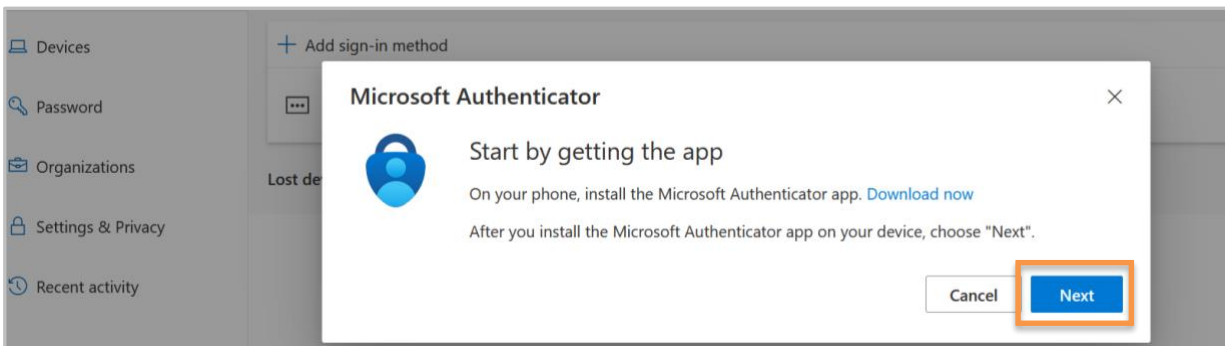 Devices
Password
Organizations
Settings & Privacy
Recent activity
Add sign-in method
Lost de
Microsoft Authenticator
Start by getting the app
On your phone, install the Microsoft Authenticator app. Download now
After you install the Microsoft Authenticator app on your device, choose "Next".
Cancel
Next